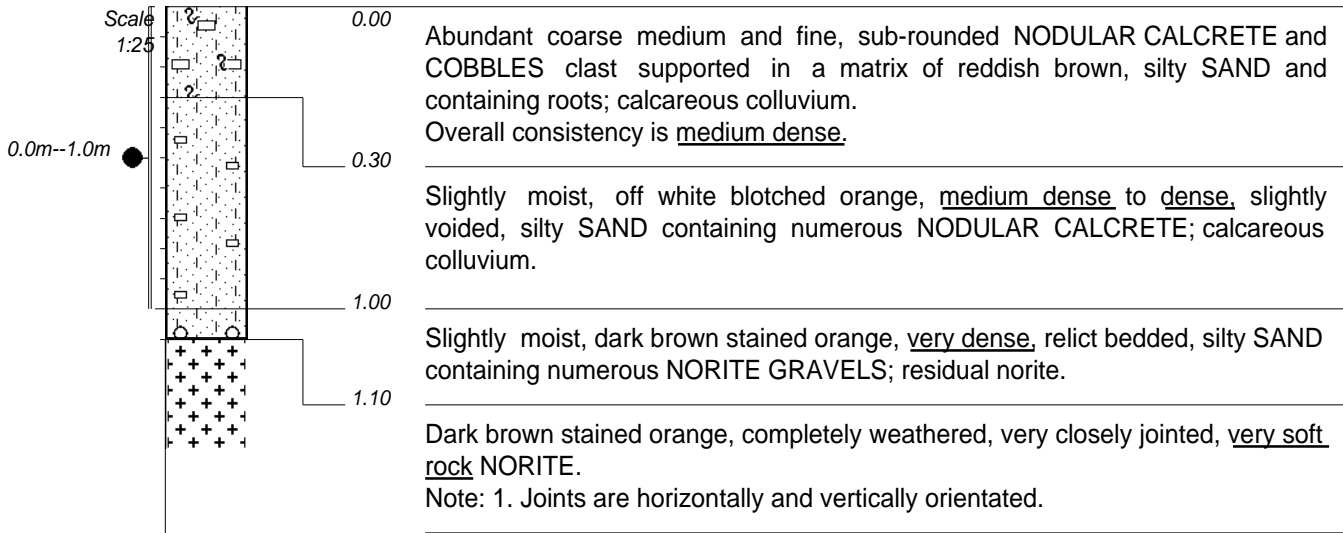 Scale
1:25
0.00
Abundant coarse medium and fine, sub-rounded NODULAR CALCRETE and
COBBLES clast supported in a matrix of reddish brown, silty SAND and
containing roots; calcareous colluvium.
Overall consistency is medium dense.
0.0m--1.0m
0.30
Slightly moist, off white blotched orange, medium dense to dense, slightly
voided, silty SAND containing numerous NODULAR CALCRETE; calcareous
colluvium.
1.00
Slightly moist, dark brown stained orange, very dense, relict bedded, silty SAND
containing numerous NORITE GRAVELS; residual norite.
1.10
Dark brown stained orange, completely weathered, very closely jointed, very soft
rock NORITE.
Note: 1. Joints are horizontally and vertically orientated.